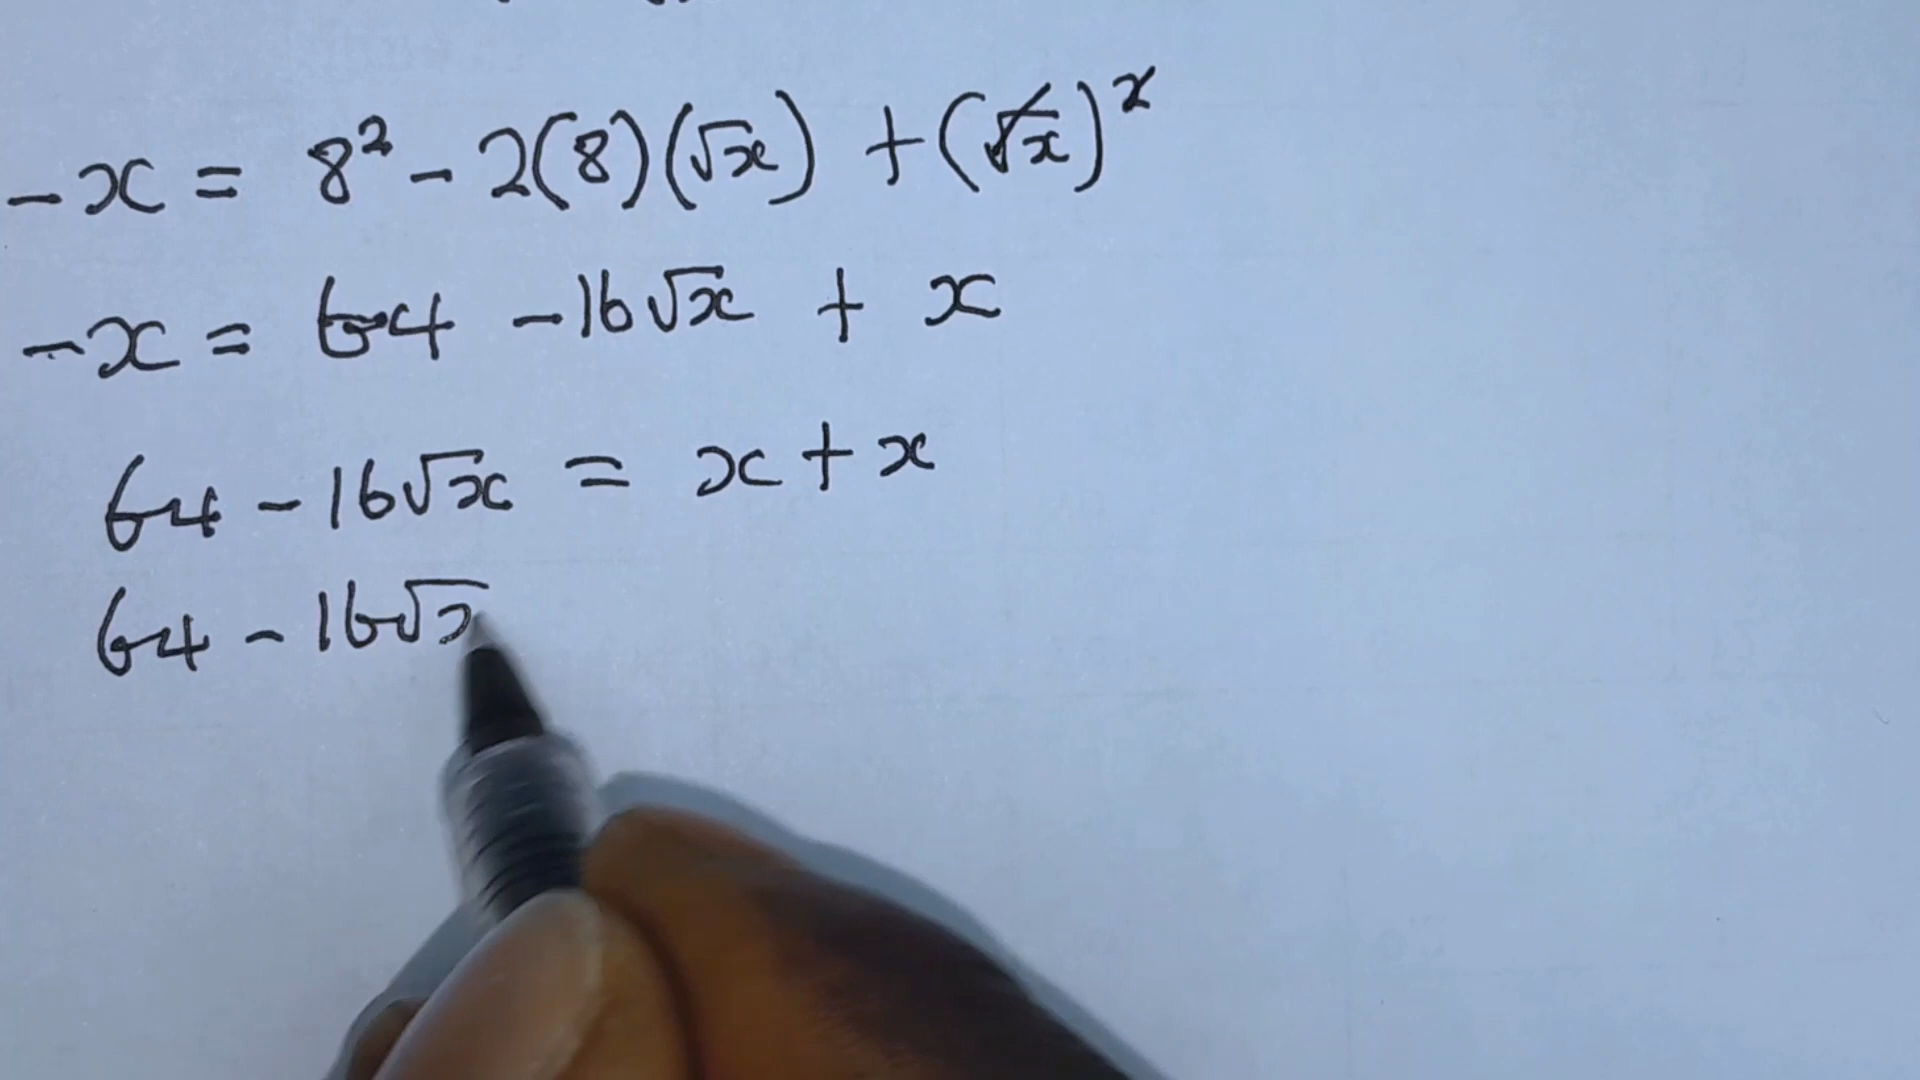 -x = 8² - 2(8)(√x) + (√x)²
-x = 64 - 16√x + x
64 - 16√x = x + x
64 - 16√x